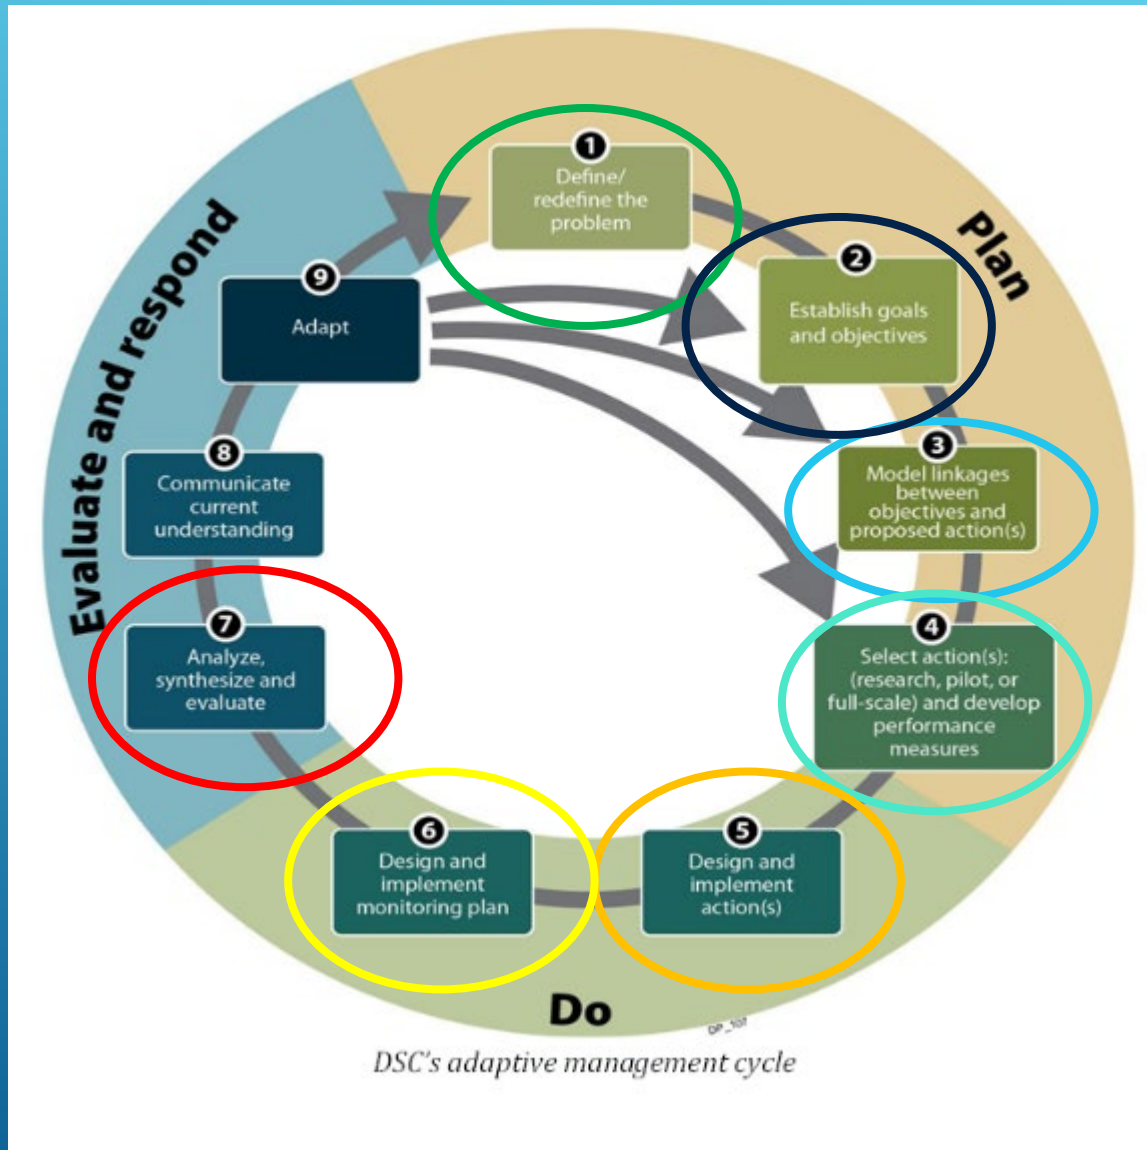 1
Define/
redefine the
problem
Plan
2
Establish goals
and objectives
3
Model linkages
between
objectives and
proposed action(s)
4
Select action(s):
(research, pilot, or
full-scale) and develop
performance
measures
5
Design and
implement
action(s)
Do
6
Design and
implement
monitoring plan
7
Analyze,
synthesize and
evaluate
Evaluate and respond
8
Communicate
current
understanding
9
Adapt
DP_107
DSC's adaptive management cycle